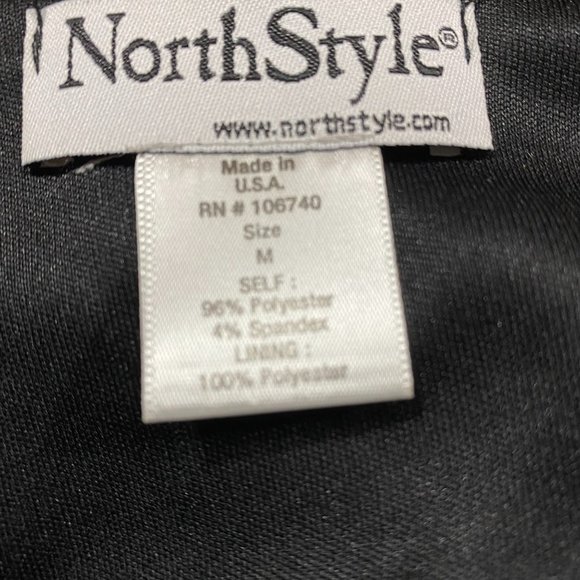 NorthStyle®
www.northstyle.com
Made in
U.S.A.
RN # 106740
Size
M
SELF :
96% Polyester
4% Spandex
LINING :
100% Polyester